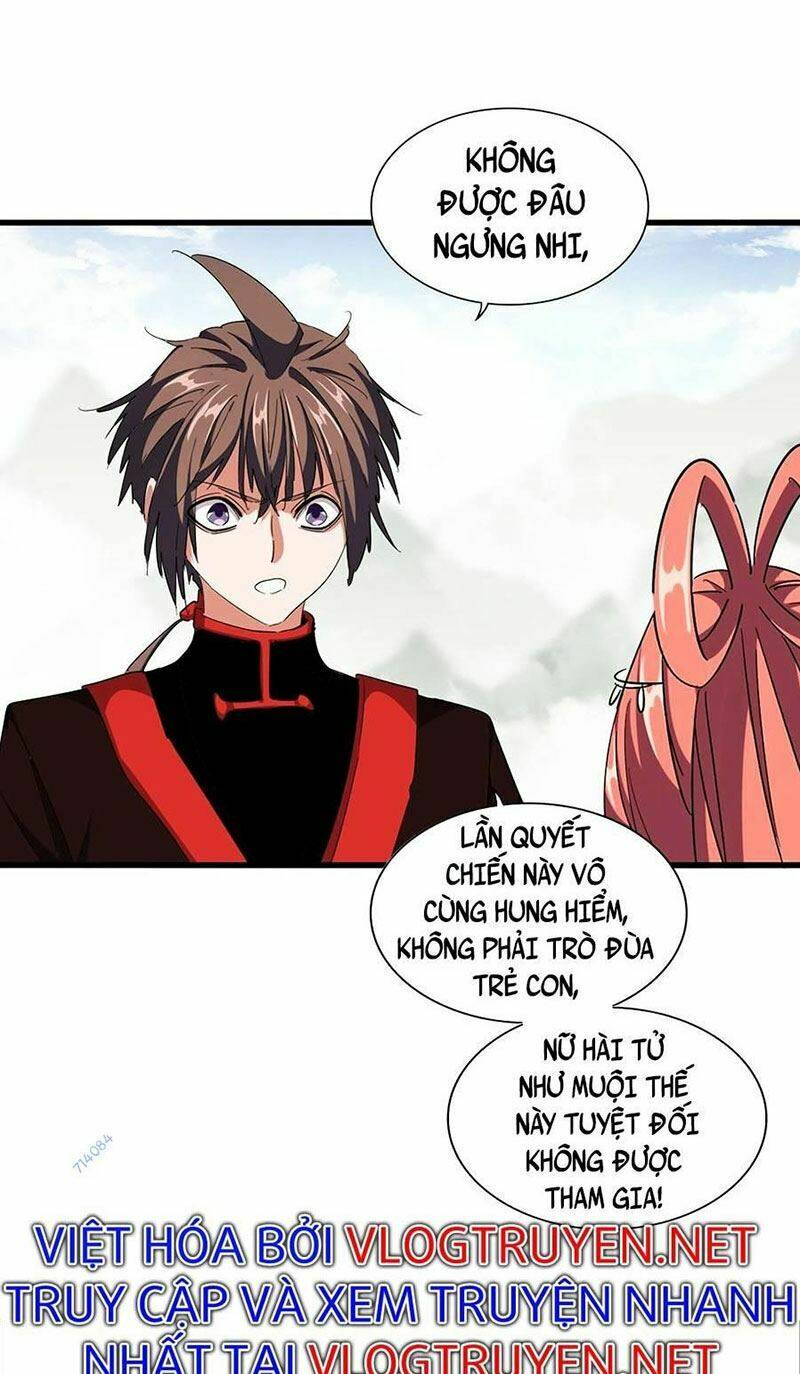 KHÔNG
ĐƯỢC ĐÂU
NGƯNG NHI,
LẦN QUYẾT
CHIẾN NÀY VÔ
CÙNG HUNG HIỂM,
KHÔNG PHẢI TRÒ ĐÙA
TRẺ CON,
NỮ HÀI TỬ
NHƯ MUỘI THẾ
NÀY TUYỆT ĐỐI
KHÔNG ĐƯỢC
THAM GIA!
714084
VIỆT HÓA BỞI VLOGTRUYEN.NET
TRUY CẬP VÀ XEM TRUYỆN NHANH
NHẤT TẠI VLOGTRUYEN.NET